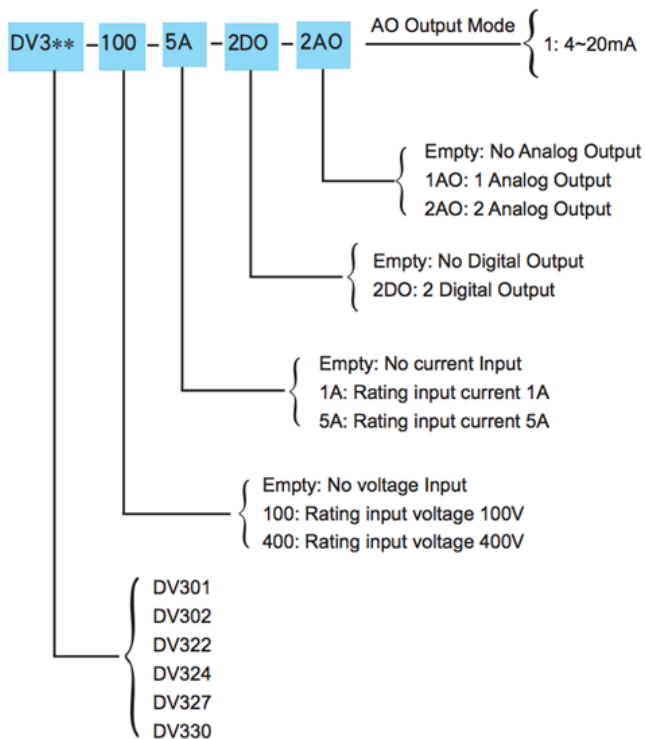 DV3** -100 -5A -2DO -2AO AO Output Mode
1: 4~20mA
Empty: No Analog Output
1AO: 1 Analog Output
2AO: 2 Analog Output
Empty: No Digital Output
2DO: 2 Digital Output
Empty: No current Input
1A: Rating input current 1A
5A: Rating input current 5A
Empty: No voltage Input
100: Rating input voltage 100V
400: Rating input voltage 400V
DV301
DV302
DV322
DV324
DV327
DV330